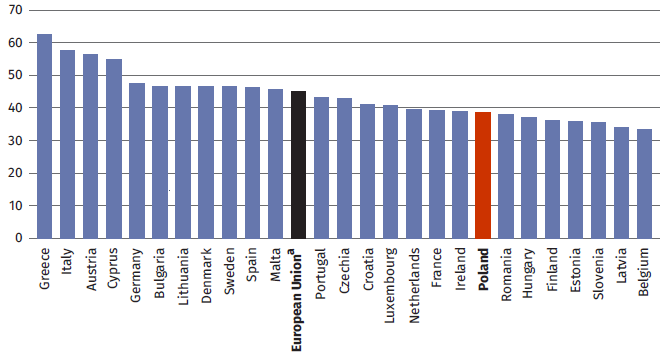 70
60
50
40
30
20
10
0
Greece
Italy
Austria
Cyprus
Germany
Bulgaria
Lithuania
Denmark
Sweden
Spain
Malta
European Unionᵃ
Portugal
Czechia
Croatia
Luxembourg
Netherlands
France
Ireland
Poland
Romania
Hungary
Finland
Estonia
Slovenia
Latvia
Belgium